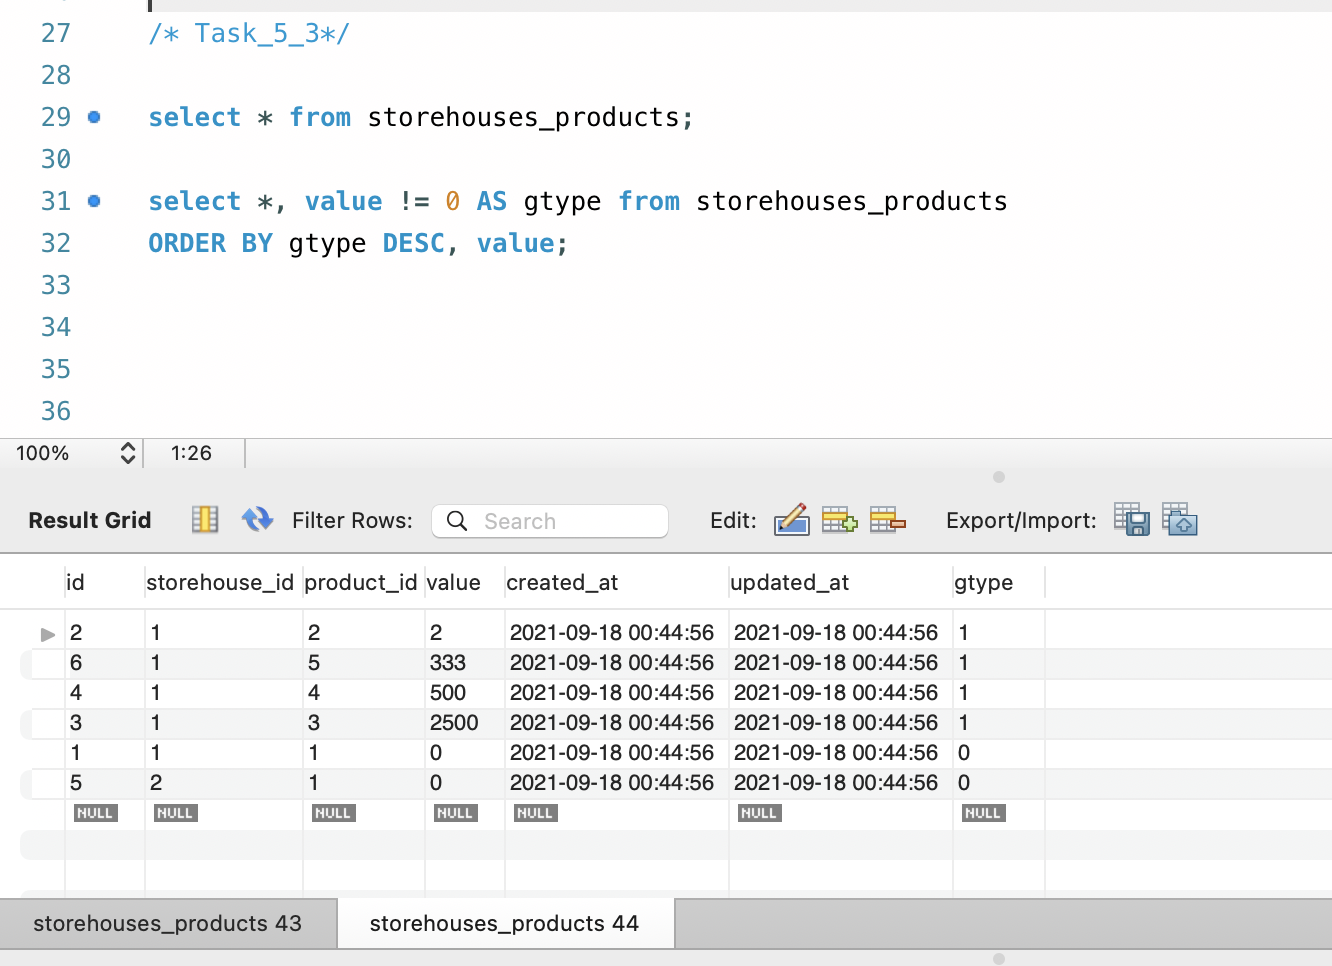 27 /* Task_5_3*/
28
29 select * from storehouses_products;
30
31 select *, value != 0 AS gtype from storehouses_products
32 ORDER BY gtype DESC, value;
33
34
35
36
100% 1:26
Result Grid Filter Rows: Search Edit: Export/Import:
id storehouse_id product_id value created_at updated_at gtype
2 1 2 2 2021-09-18 00:44:56 2021-09-18 00:44:56 1
6 1 5 333 2021-09-18 00:44:56 2021-09-18 00:44:56 1
4 1 4 500 2021-09-18 00:44:56 2021-09-18 00:44:56 1
3 1 3 2500 2021-09-18 00:44:56 2021-09-18 00:44:56 1
1 1 1 0 2021-09-18 00:44:56 2021-09-18 00:44:56 0
5 2 1 0 2021-09-18 00:44:56 2021-09-18 00:44:56 0
NULL NULL NULL NULL NULL NULL NULL
storehouses_products 43 storehouses_products 44